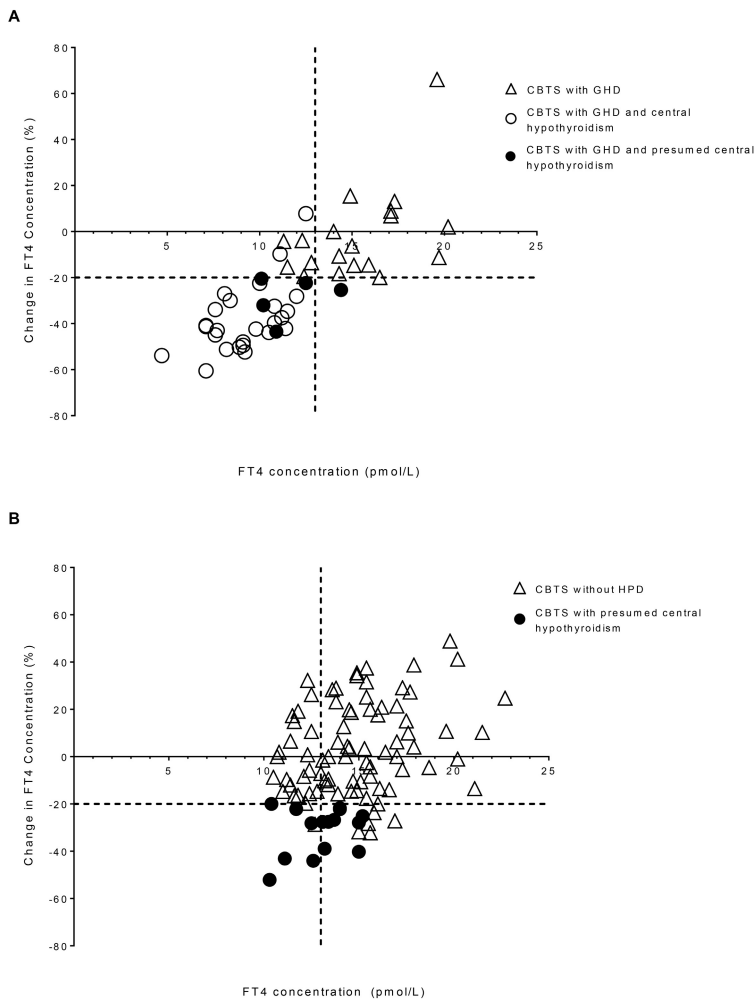 A
80
60
40
20
0
-20
-40
-60
-80
5
10
15
20
25
Change in FT4 Concentration (%)
FT4 concentration (pmol/L)
CBTS with GHD
CBTS with GHD and central
hypothyroidism
CBTS with GHD and presumed central
hypothyroidism
B
80
60
40
20
0
-20
-40
-60
-80
5
10
15
20
25
Change in FT4 Concentration (%)
FT4 concentration (pmol/L)
CBTS without HPD
CBTS with presumed central
hypothyroidism